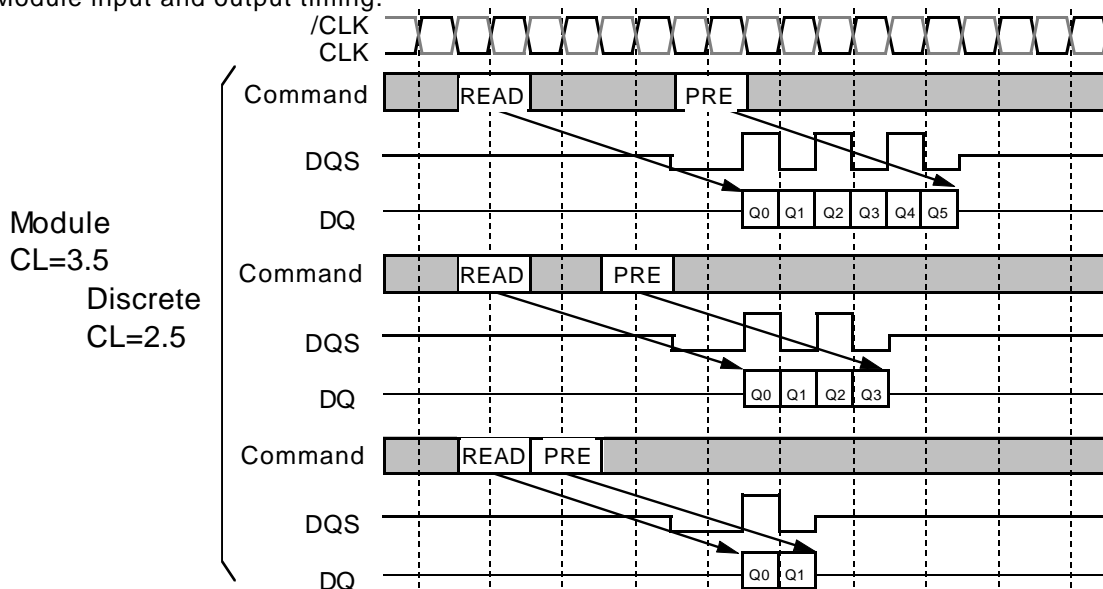 Module input and output timing.
/CLK
CLK
Command READ PRE
DQS
DQ Q0 Q1 Q2 Q3 Q4 Q5
Module
CL=3.5
Discrete
CL=2.5
Command READ PRE
DQS
DQ Q0 Q1 Q2 Q3
Command READ PRE
DQS
DQ Q0 Q1